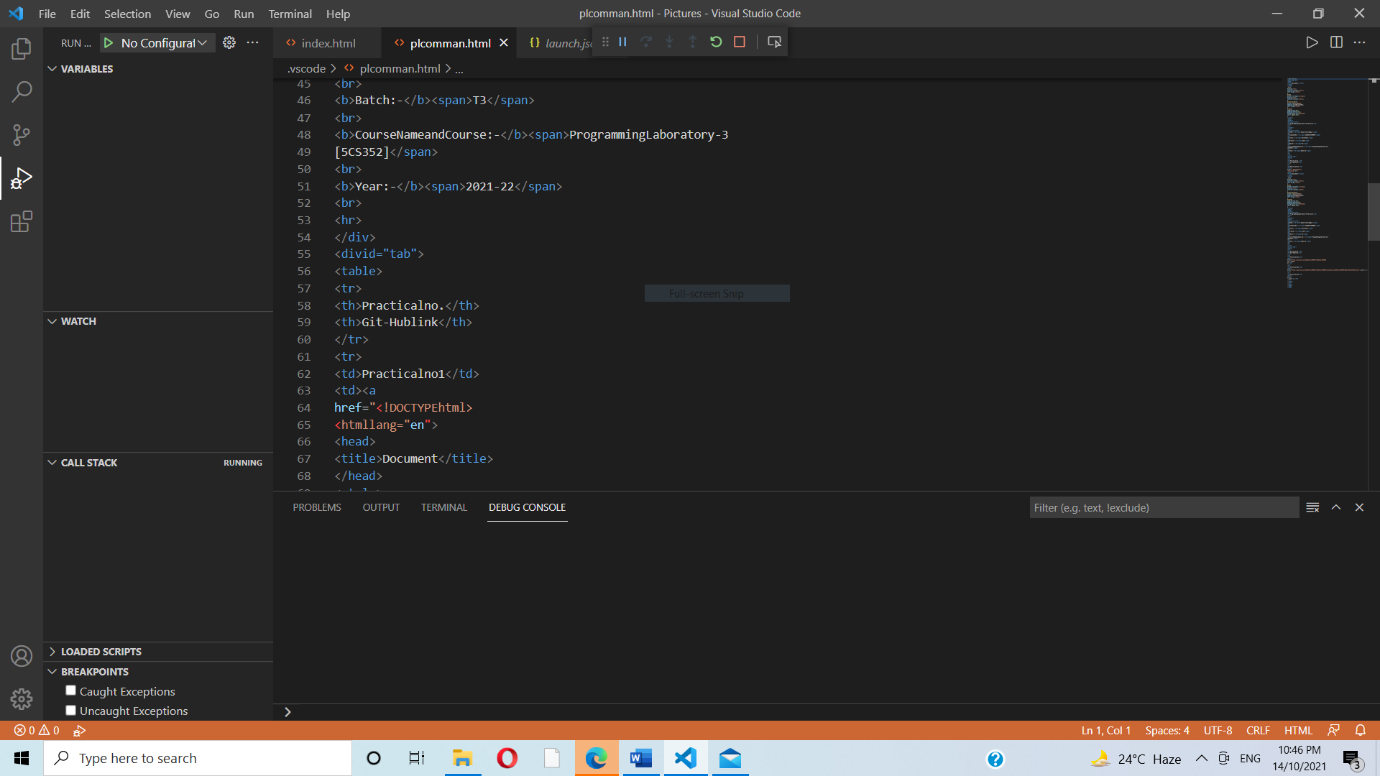 File Edit Selection View Go Run Terminal Help
plcomman.html - Pictures - Visual Studio Code
RUN ... No Configurat
index.html
plcomman.html
{} launch.js
.vscode > plcomman.html > ...
VARIABLES
WATCH
CALL STACK RUNNING
LOADED SCRIPTS
BREAKPOINTS
Caught Exceptions
Uncaught Exceptions
45 <br>
46 <b>Batch:-</b><span>T3</span>
47 <br>
48 <b>CourseNameandCourse:-</b><span>ProgrammingLaboratory-3
49 [5CS352]</span>
50 <br>
51 <b>Year:-</b><span>2021-22</span>
52 <br>
53 <hr>
54 </div>
55 <divid="tab">
56 <table>
57 <tr>
58 <th>Practicalno.</th>
59 <th>Git-Hublink</th>
60 </tr>
61 <tr>
62 <td>Practicalno1</td>
63 <td><a
64 href="<!DOCTYPEhtml>
65 <htmllang="en">
66 <head>
67 <title>Document</title>
68 </head>
Full-screen Snip
PROBLEMS OUTPUT TERMINAL DEBUG CONSOLE
Filter (e.g. text, !exclude)
0 0
Ln 1, Col 1 Spaces: 4 UTF-8 CRLF HTML
Type here to search
24°C Haze ENG
10:46 PM
14/10/2021
3